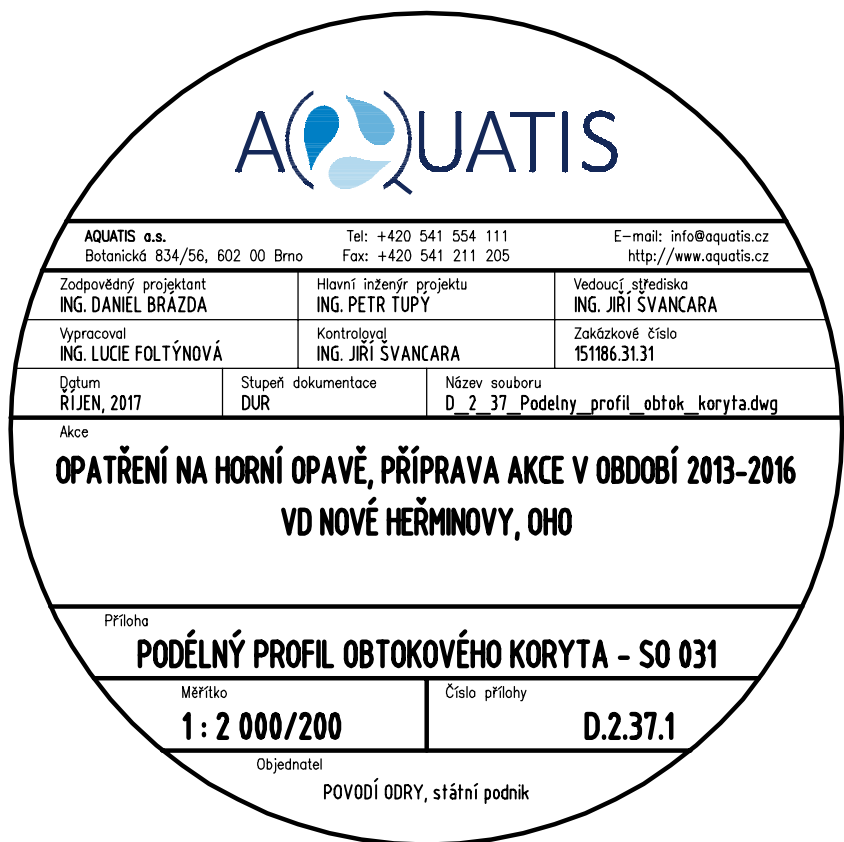 AQUATIS
AQUATIS a.s. Tel: +420 541 554 111 E-mail: info@aquatis.cz
Botanická 834/56, 602 00 Brno Fax: +420 541 211 205 http://www.aquatis.cz
Zodpovědný projektant Hlavní inženýr projektu Vedoucí střediska
ING. DANIEL BRÁZDA ING. PETR TUPÝ ING. JIŘÍ ŠVANCARA
Vypracoval Kontroloval Zakázkové číslo
ING. LUCIE FOLTÝNOVÁ ING. JIŘÍ ŠVANCARA 151186.31.31
Datum Stupeň dokumentace Název souboru
ŘÍJEN, 2017 DUR D_2_37_Podelny_profil_obtok_koryta.dwg
Akce
OPATŘENÍ NA HORNÍ OPAVĚ, PŘÍPRAVA AKCE V OBDOBÍ 2013-2016
VD NOVÉ HEŘMINOVY, OHO
Příloha
PODÉLNÝ PROFIL OBTOKOVÉHO KORYTA - SO 031
Měřítko Číslo přílohy
1 : 2 000/200 D.2.37.1
Objednatel
POVODÍ ODRY, státní podnik